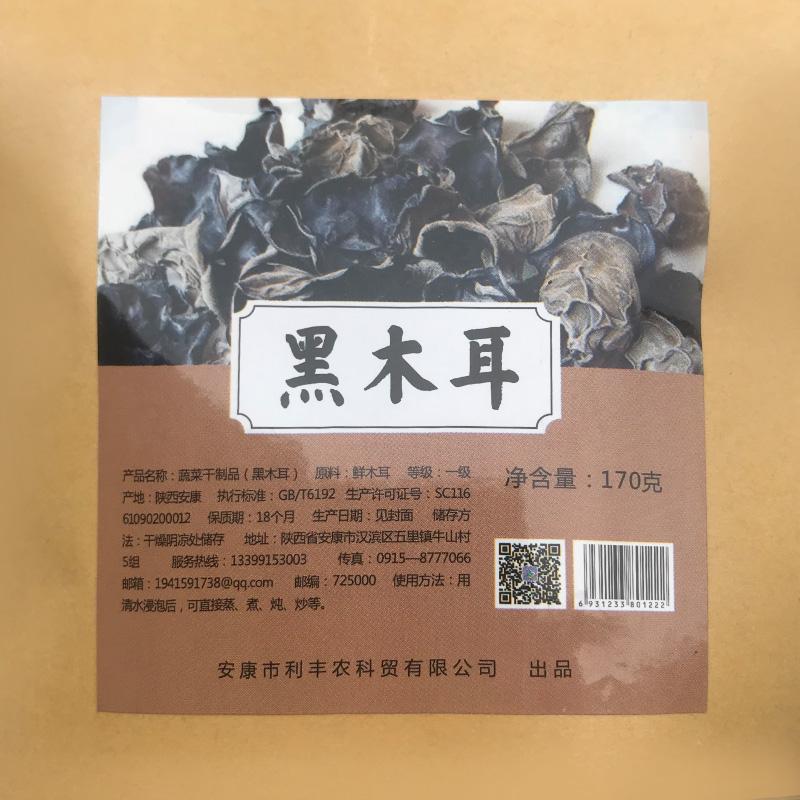 黑木耳
产品名称：蔬菜干制品（黑木耳） 原料：鲜木耳 等级：一级
产地：陕西安康 执行标准：GB/T6192 生产许可证号：SC116
61090200012 保质期：18个月 生产日期：见封面 储存方
法：干燥阴凉处储存 地址：陕西省安康市汉滨区五里镇牛山村
5组 服务热线：13399153003 传真：0915—8777066
邮箱：1941591738@qq.com 邮编：725000 使用方法：用
清水浸泡后，可直接蒸、煮、炖、炒等。
净含量：170克
6 931233 801222
安康市利丰农科贸有限公司 出品